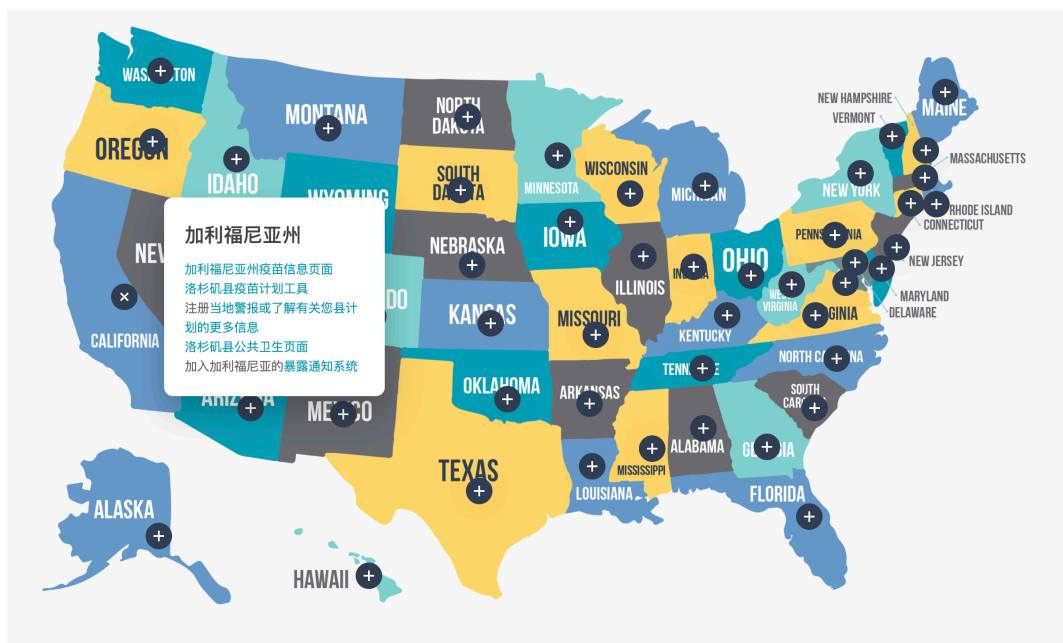 WASHINGTON
MONTANA
NORTH
DAKOTA
MINNESOTA
OREGON
IDAHO
WYOMING
SOUTH
DAKOTA
WISCONSIN
MICHIGAN
NEW HAMPSHIRE
VERMONT
MAINE
MASSACHUSETTS
NEW YORK
RHODE ISLAND
CONNECTICUT
PENNSYLVANIA
NEW JERSEY
MARYLAND
DELAWARE
NEV
加利福尼亚州
加利福尼亚州疫苗信息页面
洛杉矶县疫苗计划工具
注册当地警报或了解有关您县计
划的更多信息
洛杉矶县公共卫生页面
加入加利福尼亚的暴露通知系统
NEBRASKA
IOWA
ILLINOIS
INDIANA
OHIO
WEST
VIRGINIA
VIRGINIA
CALIFORNIA
DO
KANSAS
MISSOURI
KENTUCKY
NORTH CAROLINA
TENNESSEE
SOUTH
CAROLINA
ARIZONA
MEXICO
OKLAHOMA
ARKANSAS
MISSISSIPPI
ALABAMA
GEORGIA
TEXAS
LOUISIANA
FLORIDA
ALASKA
HAWAII